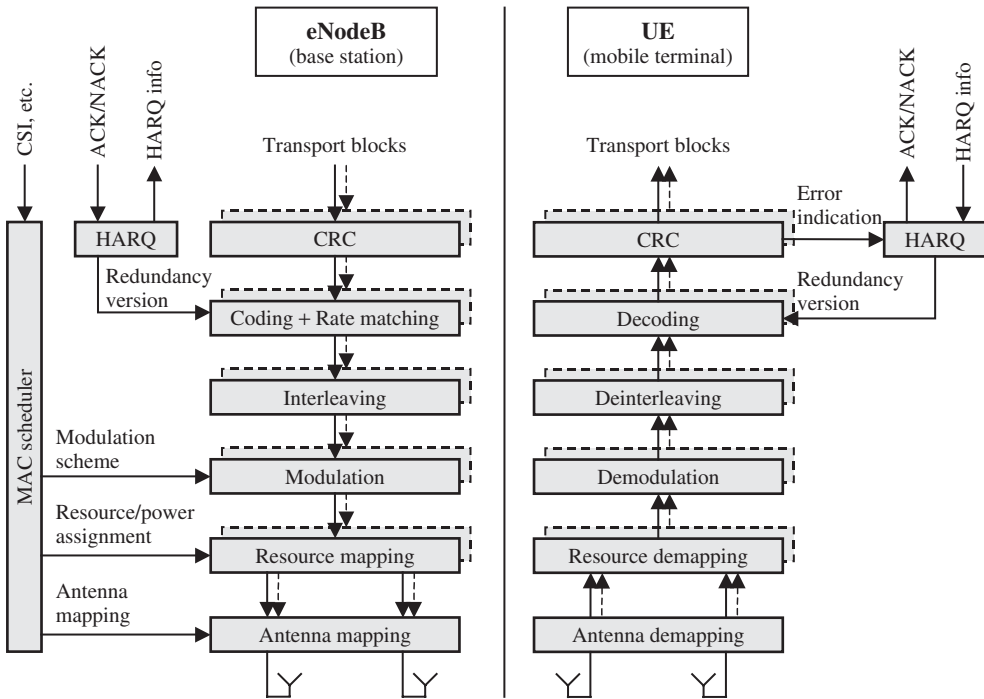 eNodeB
(base station)
UE
(mobile terminal)
CSI, etc.
ACK/NACK
HARQ info
Transport blocks
Transport blocks
ACK/NACK
HARQ info
HARQ
CRC
CRC
Error
indication
HARQ
Redundancy
version
Coding + Rate matching
Decoding
Redundancy
version
MAC scheduler
Interleaving
Deinterleaving
Modulation
scheme
Modulation
Demodulation
Resource/power
assignment
Resource mapping
Resource demapping
Antenna
mapping
Antenna mapping
Antenna demapping